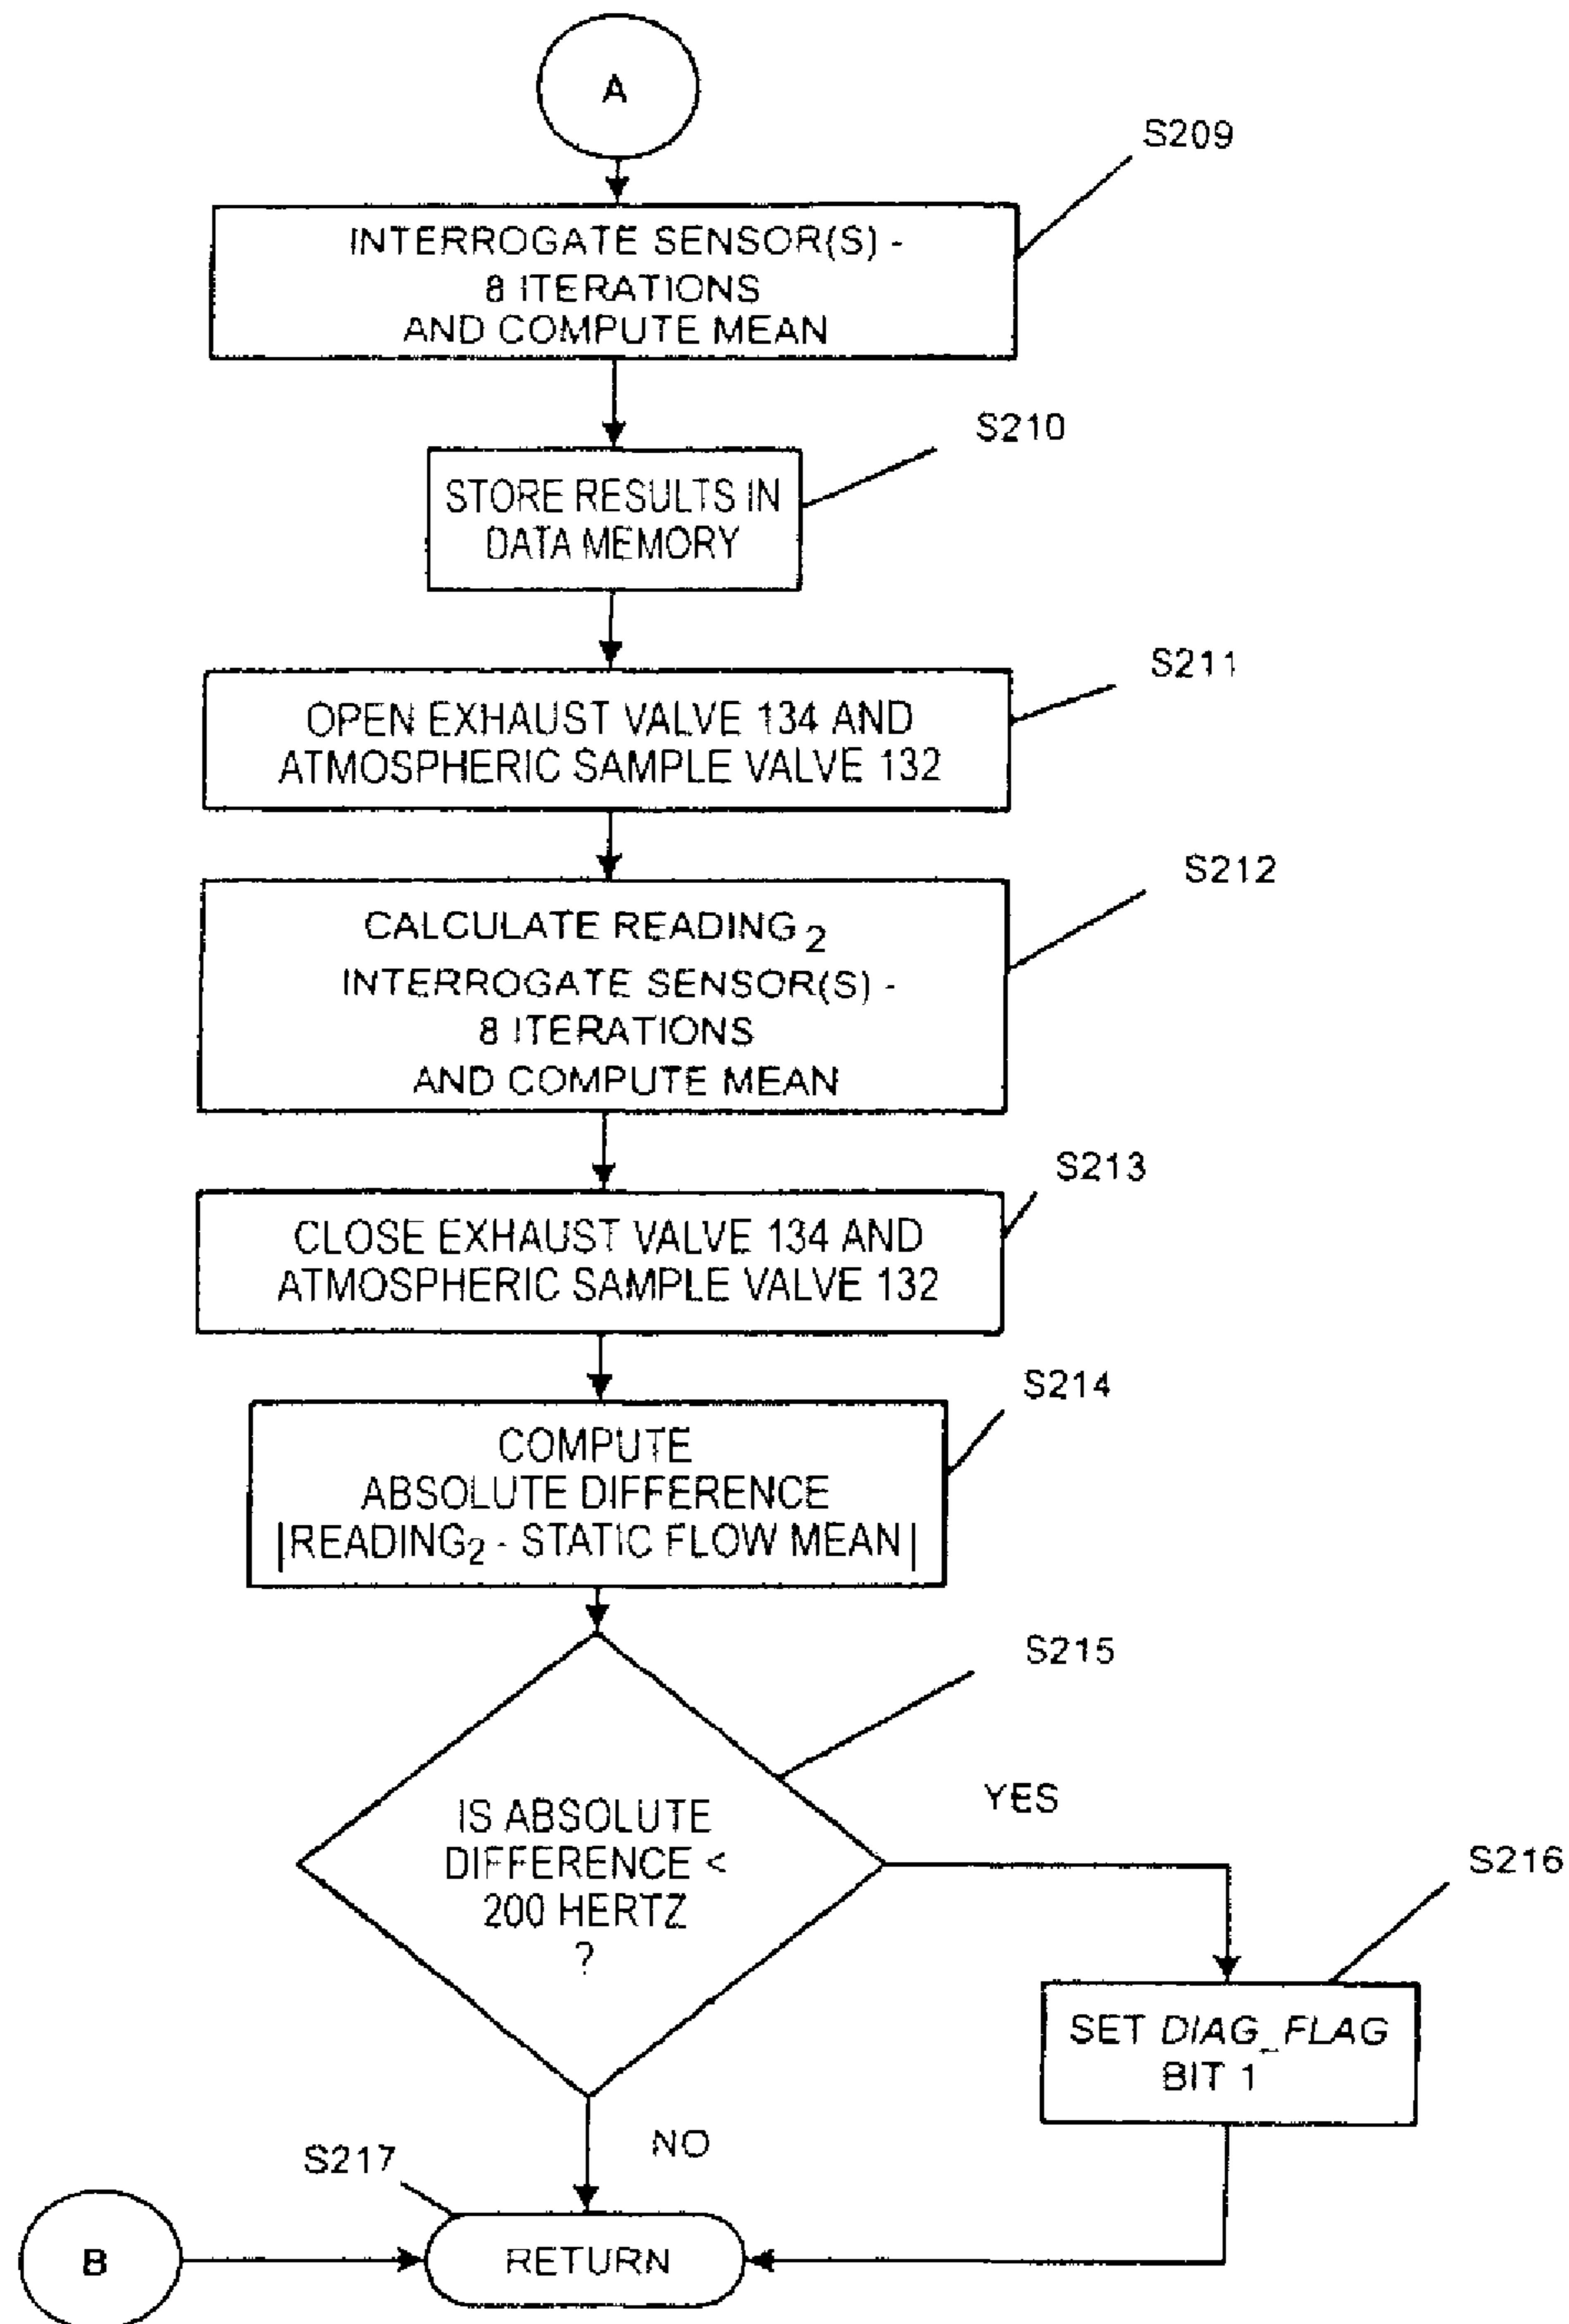 A
S209
INTERROGATE SENSOR(S) -
8 ITERATIONS
AND COMPUTE MEAN
S210
STORE RESULTS IN
DATA MEMORY
S211
OPEN EXHAUST VALVE 134 AND
ATMOSPHERIC SAMPLE VALVE 132
S212
CALCULATE READING2
INTERROGATE SENSOR(S) -
8 ITERATIONS
AND COMPUTE MEAN
S213
CLOSE EXHAUST VALVE 134 AND
ATMOSPHERIC SAMPLE VALVE 132
S214
COMPUTE
ABSOLUTE DIFFERENCE
|READING2 - STATIC FLOW MEAN|
S215
IS ABSOLUTE
DIFFERENCE <
200 HERTZ
?
YES
S216
SET DIAG_FLAG
BIT 1
NO
S217
B
RETURN